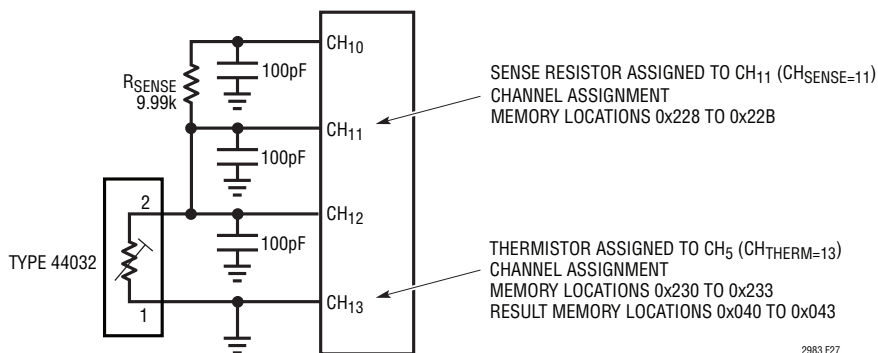 CH10
100pF
RSENSE
9.99k
CH11
100pF
SENSE RESISTOR ASSIGNED TO CH11 (CHSENSE=11)
CHANNEL ASSIGNMENT
MEMORY LOCATIONS 0x228 TO 0x22B
2
CH12
100pF
TYPE 44032
1
CH13
THERMISTOR ASSIGNED TO CH5 (CHTHERM=13)
CHANNEL ASSIGNMENT
MEMORY LOCATIONS 0x230 TO 0x233
RESULT MEMORY LOCATIONS 0x040 TO 0x043
2983 F27